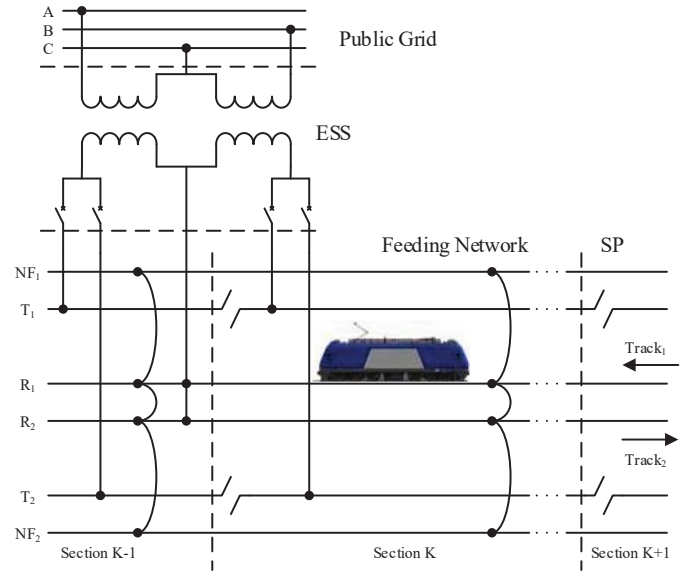 A
B
C
Public Grid
ESS
Feeding Network
SP
NF₁
T₁
Track₁
R₁
R₂
Track₂
T₂
NF₂
Section K-1
Section K
Section K+1